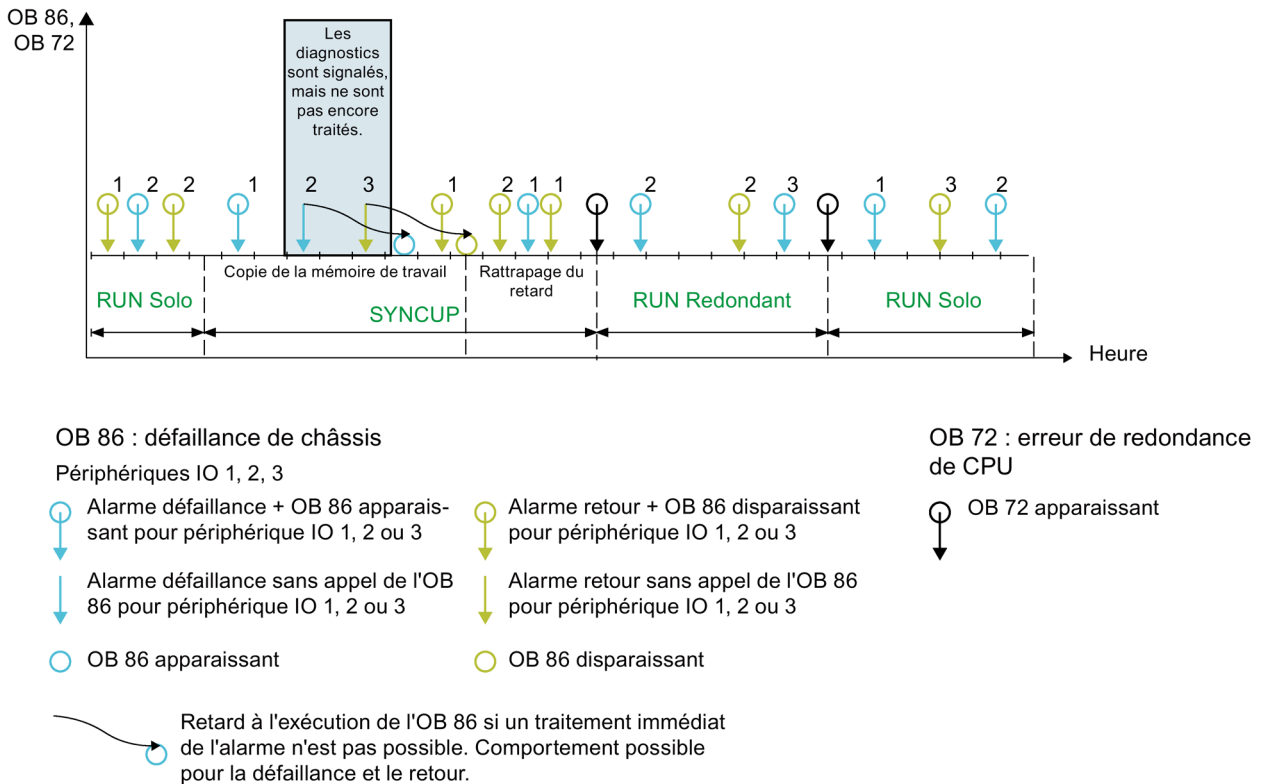 OB 86,
OB 72
Les
diagnostics
sont signalés,
mais ne sont
pas encore
traités.
1 2 2 1 2 3 1 2 1 1 2 2 3 1 3 2
Copie de la mémoire de travail
Rattrapage du
retard
RUN Solo
SYNCUP
RUN Redondant
RUN Solo
Heure
OB 86 : défaillance de châssis
Périphériques IO 1, 2, 3
Alarme défaillance + OB 86 apparais-
sant pour périphérique IO 1, 2 ou 3
Alarme défaillance sans appel de l'OB
86 pour périphérique IO 1, 2 ou 3
OB 86 apparaissant
Alarme retour + OB 86 disparaissant
pour périphérique IO 1, 2 ou 3
Alarme retour sans appel de l'OB 86
pour périphérique IO 1, 2 ou 3
OB 86 disparaissant
OB 72 : erreur de redondance
de CPU
OB 72 apparaissant
Retard à l'exécution de l'OB 86 si un traitement immédiat
de l'alarme n'est pas possible. Comportement possible
pour la défaillance et le retour.